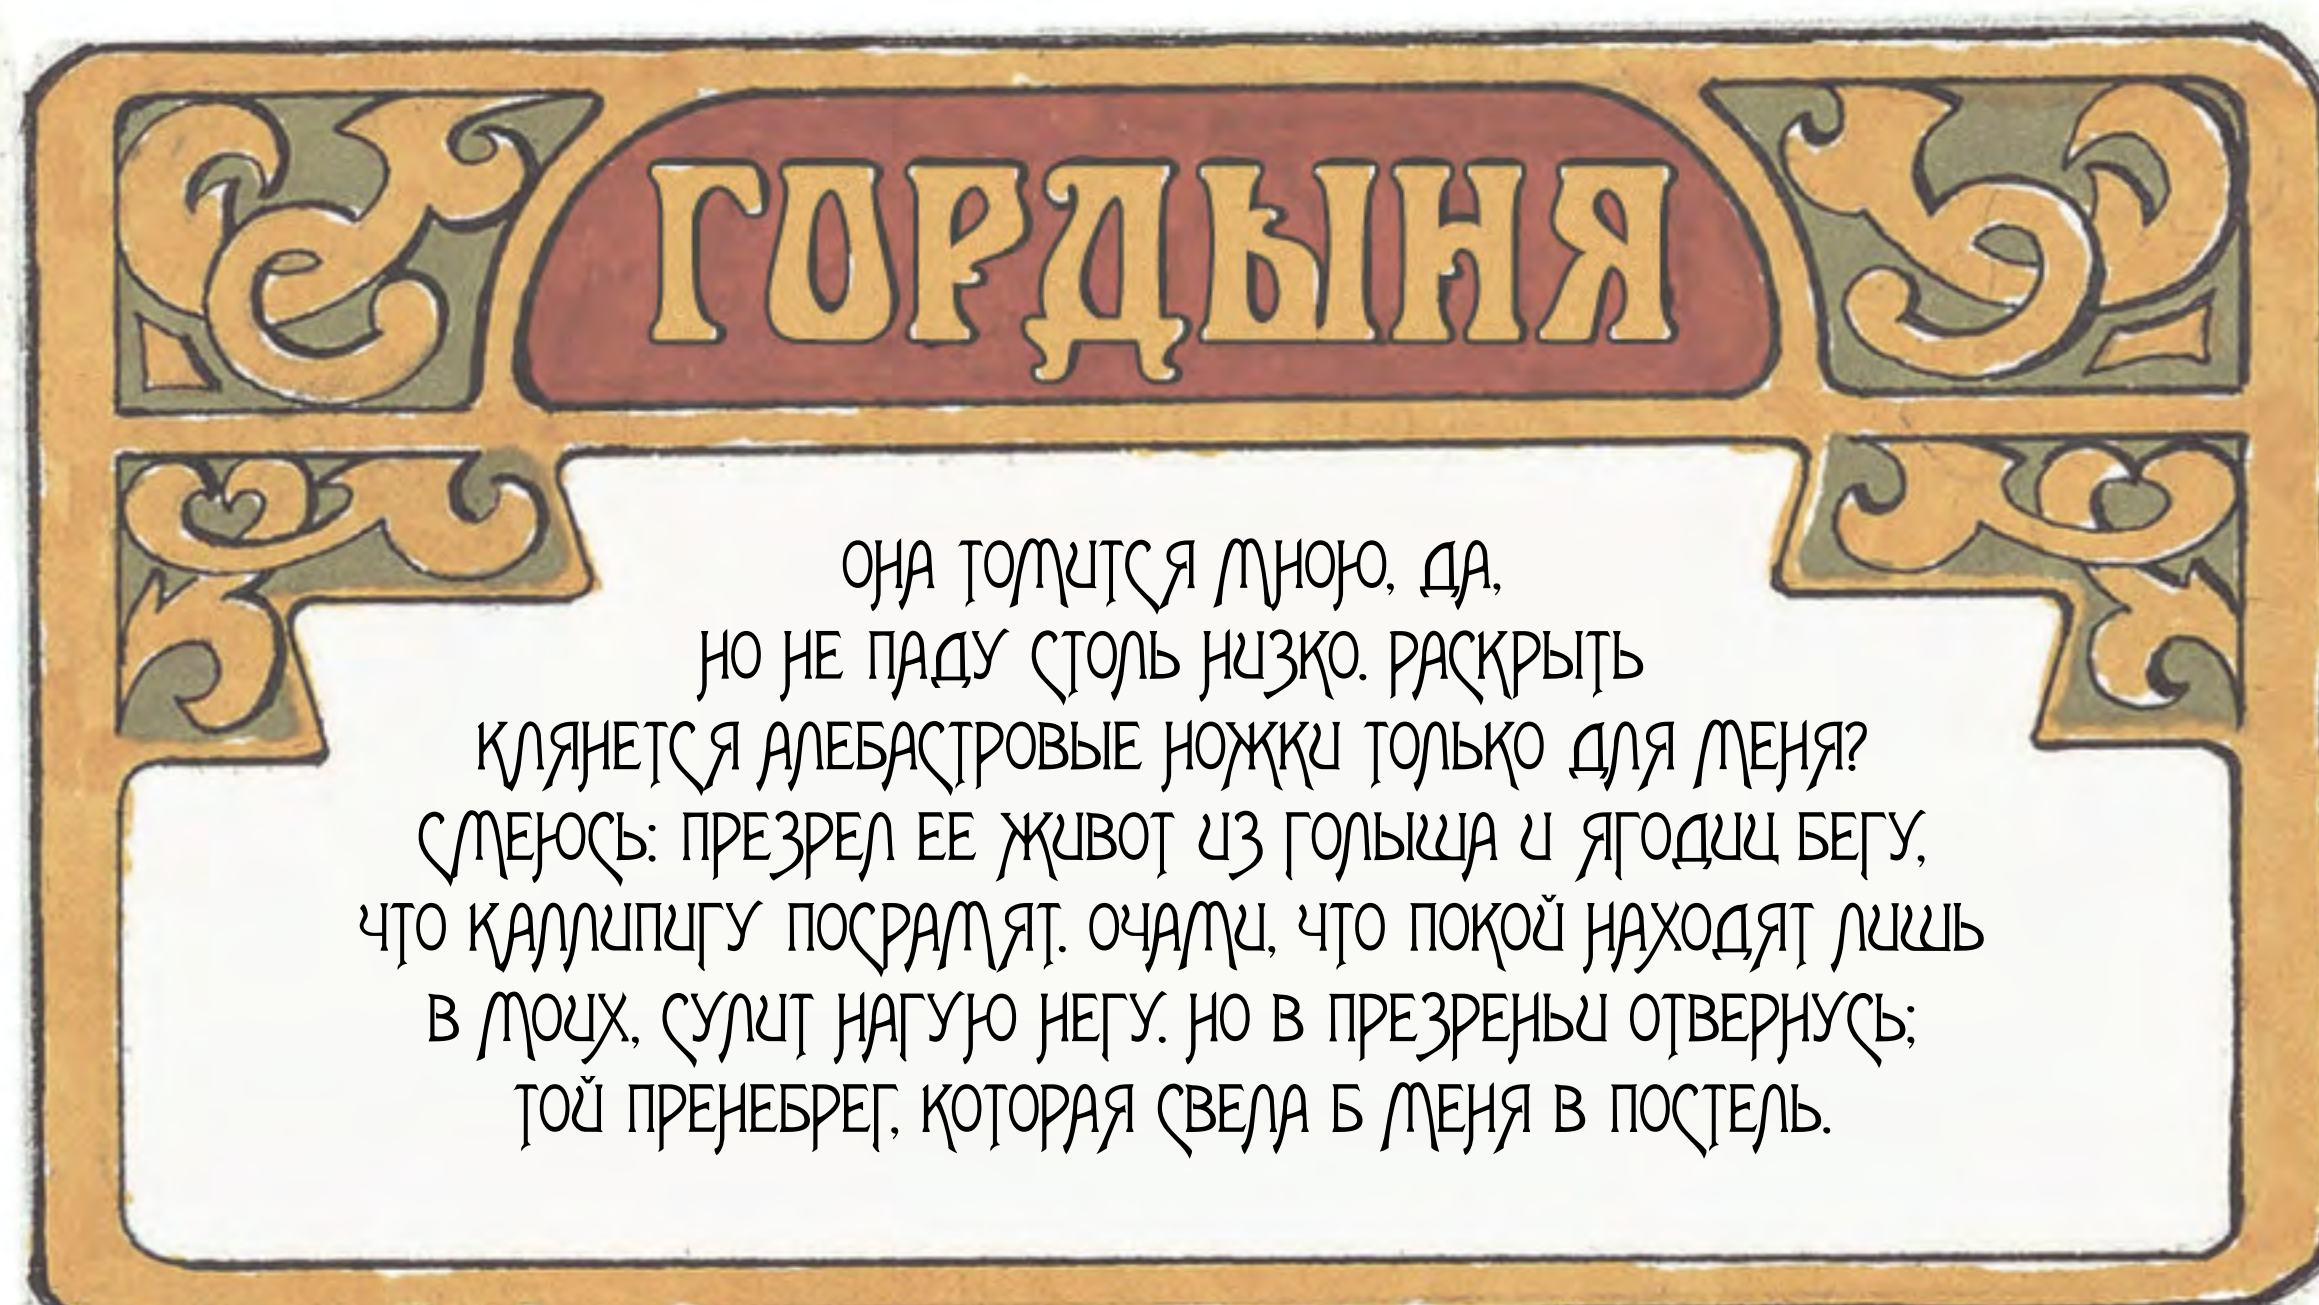 ГОРДЫНЯ
ОНА ТОМИТСЯ МНОЮ, ДА,
НО НЕ ПАДУ СТОЛЬ НИЗКО. РАСКРЫТЬ
КЛЯНЕТСЯ АЛЕБАСТРОВЫЕ НОЖКИ ТОЛЬКО ДЛЯ МЕНЯ?
СМЕЮСЬ: ПРЕЗРЕЛ ЕЕ ЖИВОТ ИЗ ГОЛЫША И ЯГОДИЦ БЕГУ,
ЧТО КАЛЛИПИГУ ПОСРАМЯТ. ОЧАМИ, ЧТО ПОКОЙ НАХОДЯТ ЛИШЬ
В МОИХ, СУЛИТ НАГУЮ НЕГУ. НО В ПРЕЗРЕНЬИ ОТВЕРНУСЬ;
ТОЙ ПРЕНЕБРЕГ, КОТОРАЯ СВЕЛА Б МЕНЯ В ПОСТЕЛЬ.